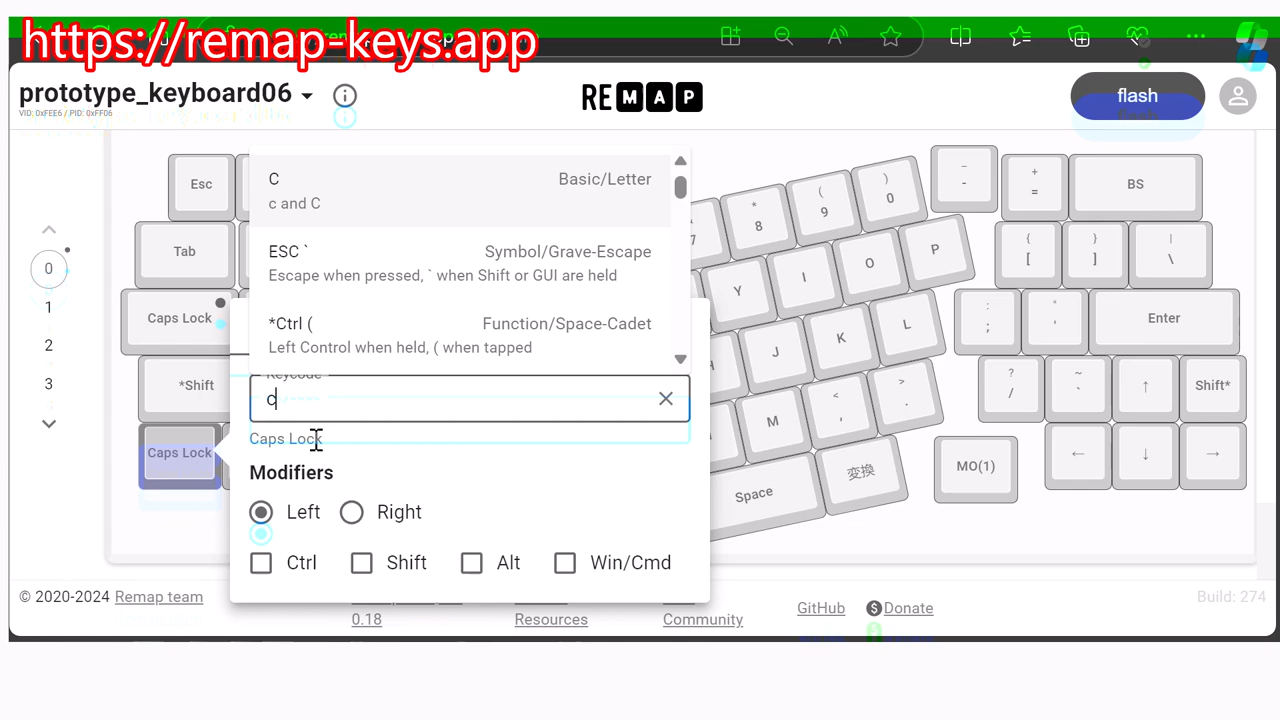 https://remap-keys.app
prototype_keyboard06
VID: 0xFEE6 / PID: 0xFF06
REMAP
flash
Esc
Tab
Caps Lock
*Shift
Caps Lock
0
1
2
3
C Basic/Letter
c and C
ESC ` Symbol/Grave-Escape
Escape when pressed, ` when Shift or GUI are held
*Ctrl ( Function/Space-Cadet
Left Control when held, ( when tapped
Keycode
c
Caps Lock
Modifiers
Left Right
Ctrl Shift Alt Win/Cmd
7
* 8
( 9
) 0
_ -
+ =
BS
Y
I
O
P
{ [
} ]
| \
J
K
L
: ;
" '
Enter
M
< ,
> .
? /
~ `
↑
Shift*
Space
変換
MO(1)
←
↓
→
© 2020-2024 Remap team
0.18
Resources
Community
GitHub
Donate
Build: 274